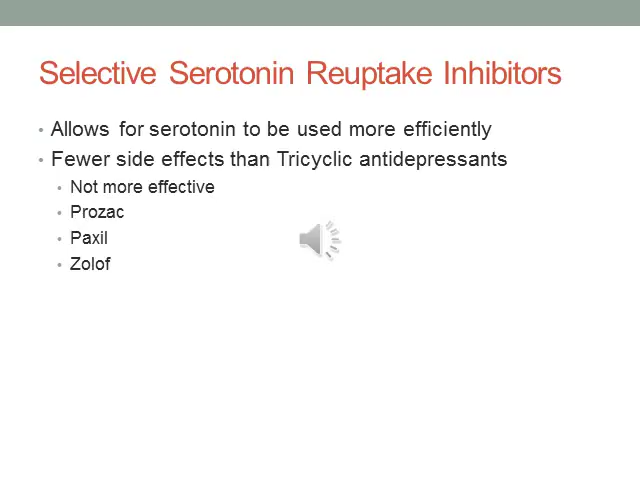 Selective Serotonin Reuptake Inhibitors
• Allows for serotonin to be used more efficiently
• Fewer side effects than Tricyclic antidepressants
• Not more effective
• Prozac
• Paxil
• Zolof